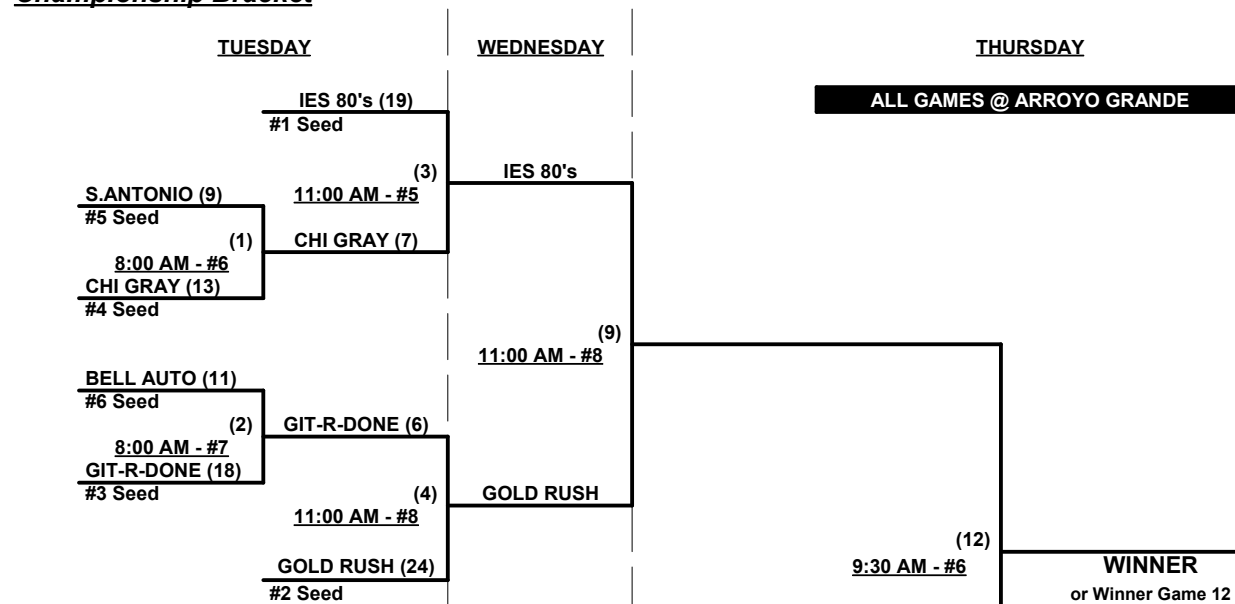 Championship Bracket
TUESDAY
WEDNESDAY
THURSDAY
ALL GAMES @ ARROYO GRANDE
IES 80's (19)
#1 Seed
(3)
11:00 AM - #5
IES 80's
S.ANTONIO (9)
#5 Seed
(1)
8:00 AM - #6
CHI GRAY (7)
CHI GRAY (13)
#4 Seed
(9)
11:00 AM - #8
BELL AUTO (11)
#6 Seed
(2)
8:00 AM - #7
GIT-R-DONE (6)
GIT-R-DONE (18)
#3 Seed
(4)
11:00 AM - #8
GOLD RUSH
GOLD RUSH (24)
#2 Seed
(12)
9:30 AM - #6
WINNER
or Winner Game 12